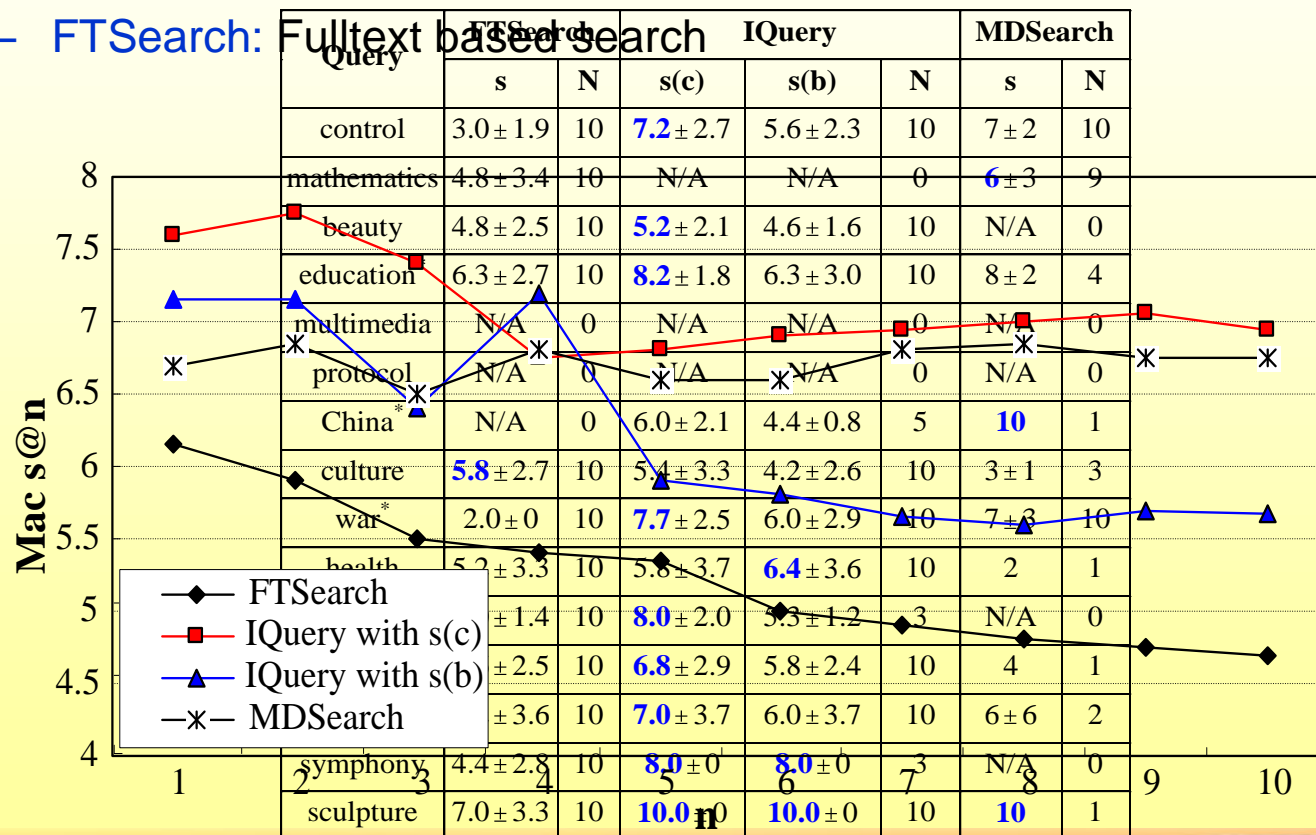 – FTSearch: Fulltext based search
Query FTSearch IQuery MDSearch
s N s(c) s(b) N s N
control 3.0 ± 1.9 10 7.2 ± 2.7 5.6 ± 2.3 10 7 ± 2 10
mathematics 4.8 ± 3.4 10 N/A N/A 0 6 ± 3 9
beauty 4.8 ± 2.5 10 5.2 ± 2.1 4.6 ± 1.6 10 N/A 0
education* 6.3 ± 2.7 10 8.2 ± 1.8 6.3 ± 3.0 10 8 ± 2 4
multimedia N/A 0 N/A N/A 0 N/A 0
protocol N/A 0 N/A N/A 0 N/A 0
China* N/A 0 6.0 ± 2.1 4.4 ± 0.8 5 10 1
culture 5.8 ± 2.7 10 5.4 ± 3.3 4.2 ± 2.6 10 3 ± 1 3
war* 2.0 ± 0 10 7.7 ± 2.5 6.0 ± 2.9 10 7 ± 3 10
health 5.2 ± 3.3 10 5.8 ± 3.7 6.4 ± 3.6 10 2 1
± 1.4 10 8.0 ± 2.0 5.3 ± 1.2 3 N/A 0
± 2.5 10 6.8 ± 2.9 5.8 ± 2.4 10 4 1
± 3.6 10 7.0 ± 3.7 6.0 ± 3.7 10 6 ± 6 2
symphony 4.4 ± 2.8 10 8.0 ± 0 8.0 ± 0 3 N/A 0
sculpture 7.0 ± 3.3 10 10.0 ± 0 10.0 ± 0 10 10 1
8
7.5
7
6.5
6
5.5
5
4.5
4
Mac s@n
FTSearch
IQuery with s(c)
IQuery with s(b)
MDSearch
1 2 3 4 5 6 7 8 9 10
n